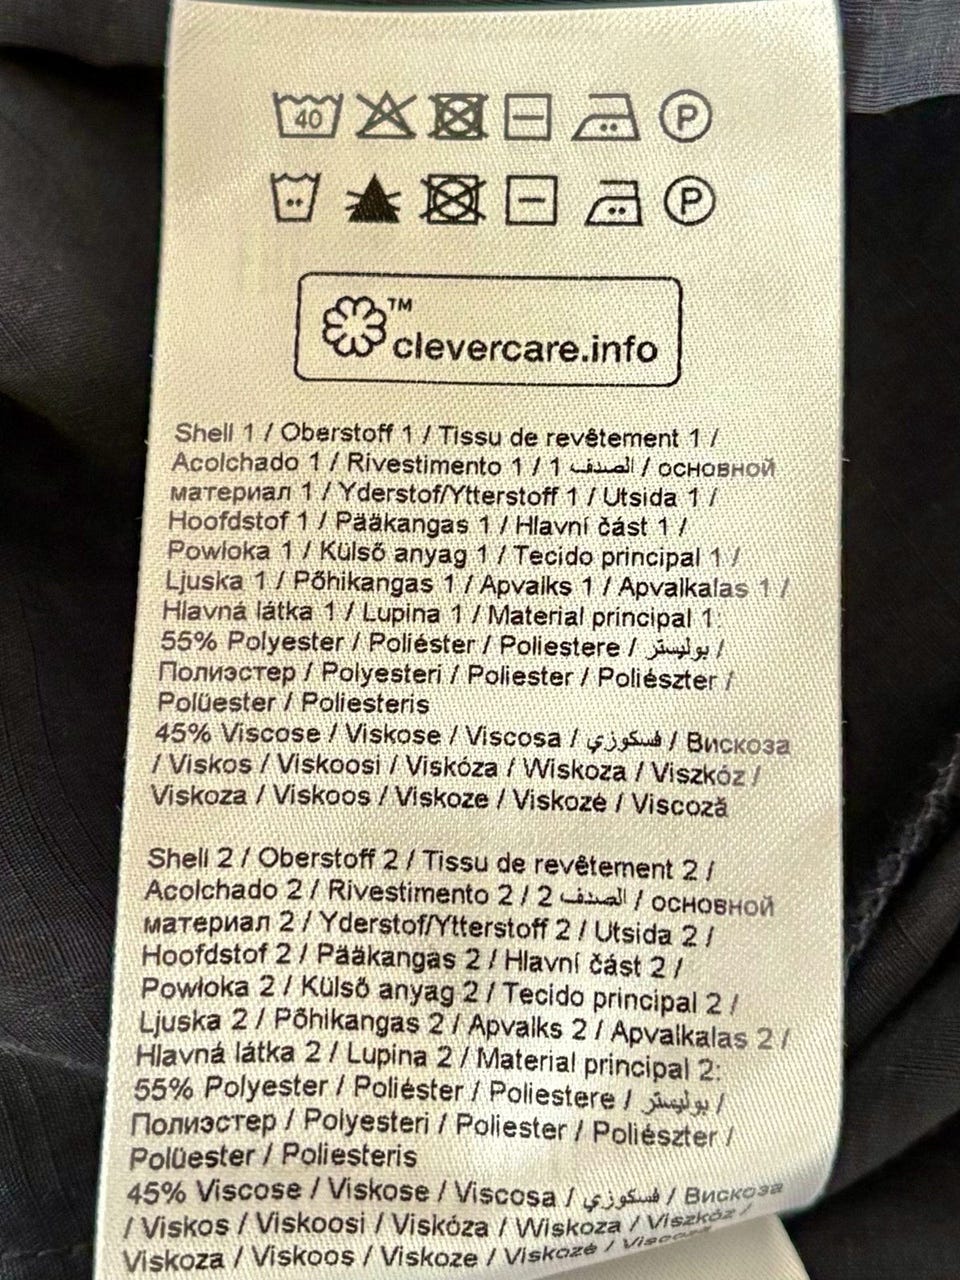 40 P
P
™
clevercare.info
Shell 1 / Oberstoff 1 / Tissu de revêtement 1 /
Acolchado 1 / Rivestimento 1 / 1 الصدف / основной
материал 1 / Yderstof/Ytterstoff 1 / Utsida 1 /
Hoofdstof 1 / Pääkangas 1 / Hlavní část 1 /
Powłoka 1 / Külső anyag 1 / Tecido principal 1 /
Ljuska 1 / Põhikangas 1 / Apvalks 1 / Apvalkalas 1 /
Hlavná látka 1 / Lupina 1 / Material principal 1:
55% Polyester / Poliéster / Poliestere / بوليستر /
Полиэстер / Polyesteri / Poliester / Poliészter /
Polüester / Poliesteris
45% Viscose / Viskose / Viscosa / فسكوزي / Вискоза
/ Viskos / Viskoosi / Viskóza / Wiskoza / Viszkóz /
Viskoza / Viskoos / Viskoze / Viskozė / Viscoză
Shell 2 / Oberstoff 2 / Tissu de revêtement 2 /
Acolchado 2 / Rivestimento 2 / 2 الصدف / основной
материал 2 / Yderstof/Ytterstoff 2 / Utsida 2 /
Hoofdstof 2 / Pääkangas 2 / Hlavní část 2 /
Powłoka 2 / Külső anyag 2 / Tecido principal 2 /
Ljuska 2 / Põhikangas 2 / Apvalks 2 / Apvalkalas 2 /
Hlavná látka 2 / Lupina 2 / Material principal 2:
55% Polyester / Poliéster / Poliestere / بوليستر /
Полиэстер / Polyesteri / Poliester / Poliészter /
Polüester / Poliesteris
45% Viscose / Viskose / Viscosa / فسكوزي / Вискоза
/ Viskos / Viskoosi / Viskóza / Wiskoza / Viszkóz /
Viskoza / Viskoos / Viskoze / Viskozė / Viscoză